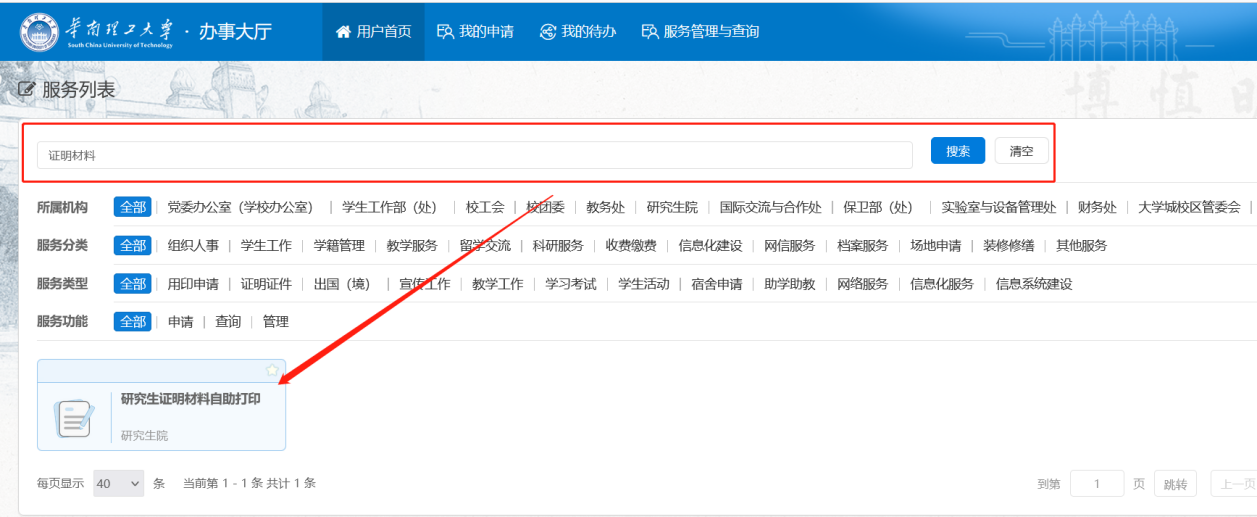 華南理工大學 · 办事大厅 用户首页 我的申请 我的待办 服务管理与查询
South China University of Technology
服务列表
证明材料 搜索 清空
所属机构 全部 | 党委办公室（学校办公室） | 学生工作部（处） | 校工会 | 校团委 | 教务处 | 研究生院 | 国际交流与合作处 | 保卫部（处） | 实验室与设备管理处 | 财务处 | 大学城校区管委会 |
服务分类 全部 | 组织人事 | 学生工作 | 学籍管理 | 教学服务 | 留学交流 | 科研服务 | 收费缴费 | 信息化建设 | 网信服务 | 档案服务 | 场地申请 | 装修修缮 | 其他服务
服务类型 全部 | 用印申请 | 证明证件 | 出国（境） | 宣传工作 | 教学工作 | 学习考试 | 学生活动 | 宿舍申请 | 助学助教 | 网络服务 | 信息化服务 | 信息系统建设
服务功能 全部 | 申请 | 查询 | 管理
研究生证明材料自助打印
研究生院
每页显示 40 条 当前第 1 - 1 条 共计 1 条 到第 1 页 跳转 上一页